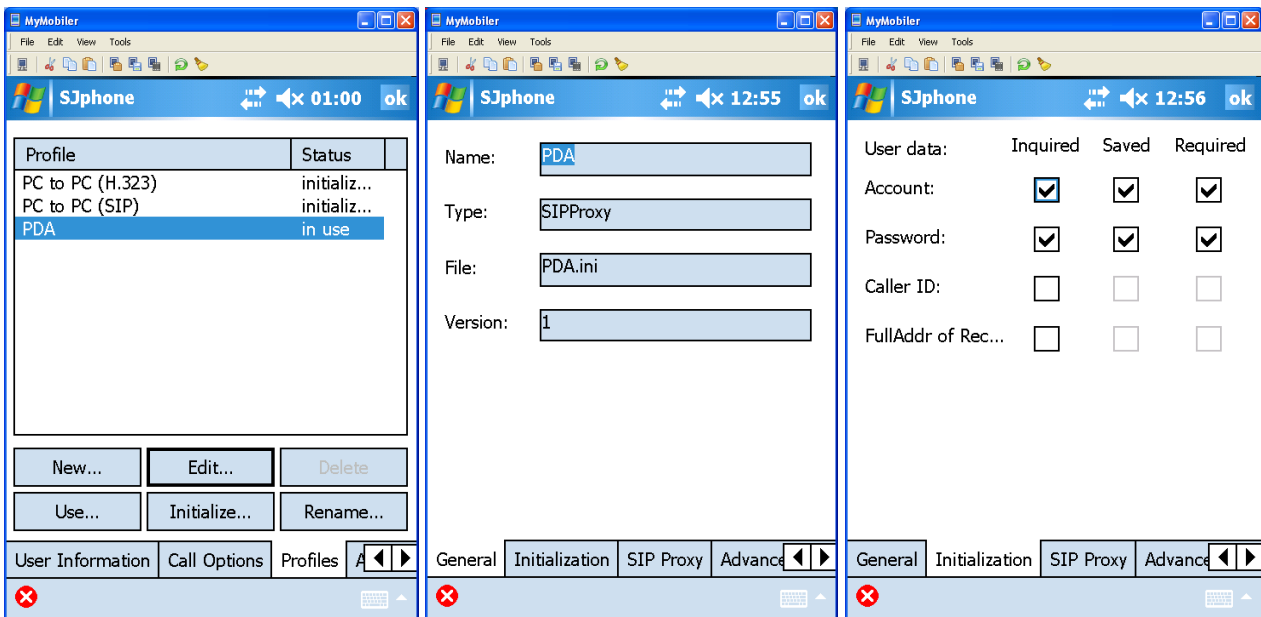 MyMobiler
File Edit View Tools
SJphone 01:00 ok
Profile Status
PC to PC (H.323) initializ...
PC to PC (SIP) initializ...
PDA in use
New... Edit... Delete
Use... Initialize... Rename...
User Information Call Options Profiles A
MyMobiler
File Edit View Tools
SJphone 12:55 ok
Name: PDA
Type: SIPProxy
File: PDA.ini
Version: 1
General Initialization SIP Proxy Advance
MyMobiler
File Edit View Tools
SJphone 12:56 ok
User data: Inquired Saved Required
Account:
Password:
Caller ID:
FullAddr of Rec...
General Initialization SIP Proxy Advance